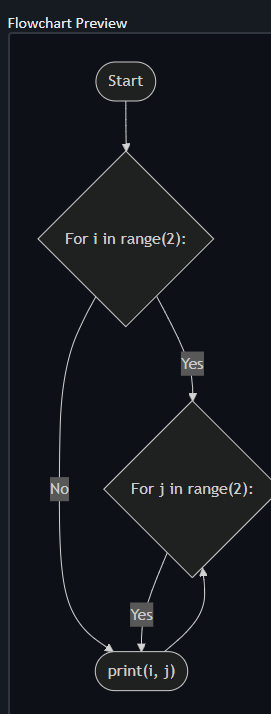 Flowchart Preview
Start
For i in range(2):
Yes
No
For j in range(2):
Yes
print(i, j)